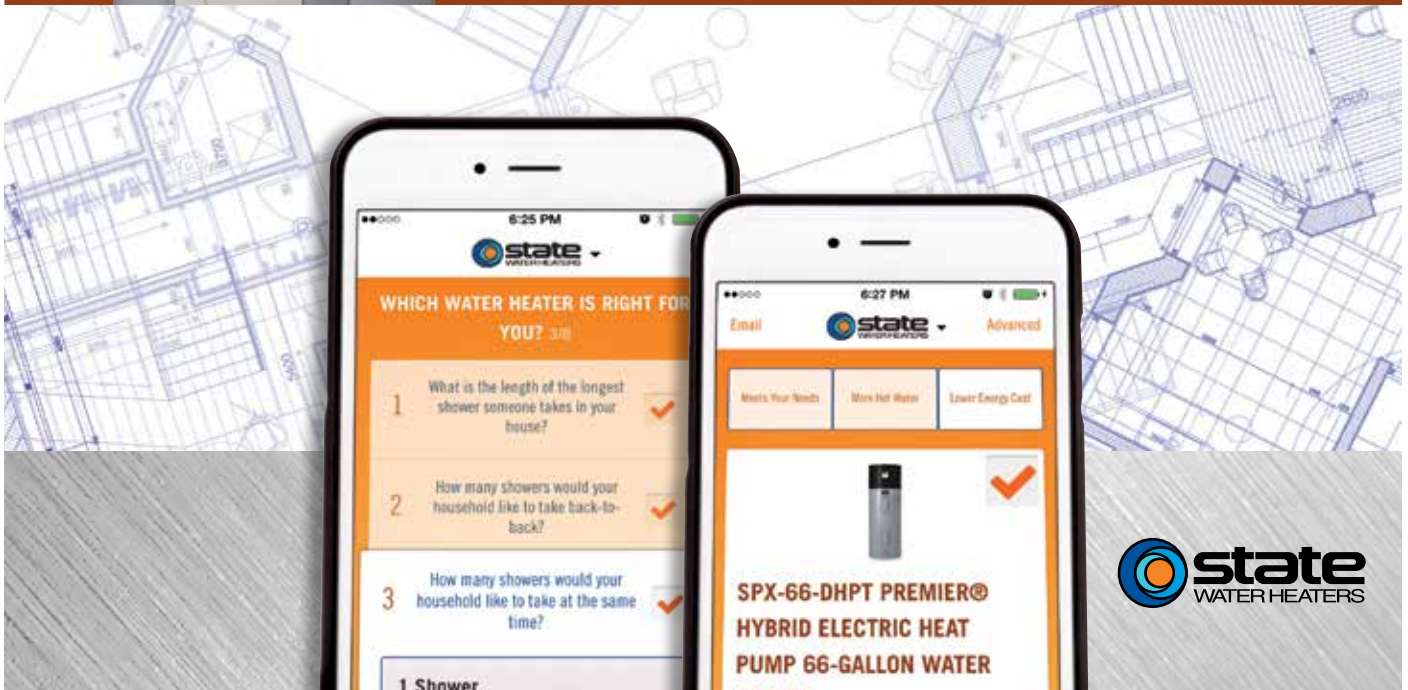 6:25 PM
state
WATER HEATERS
WHICH WATER HEATER IS RIGHT FOR
YOU? 3/8
1
What is the length of the longest
shower someone takes in your
house?
2
How many showers would your
household like to take back-to-
back?
3
How many showers would your
household like to take at the same
time?
1 Shower
6:27 PM
Email
state
WATER HEATERS
Advanced
Meets Your Needs
More Hot Water
Lower Energy Cost
SPX-66-DHPT PREMIER®
HYBRID ELECTRIC HEAT
PUMP 66-GALLON WATER
state
WATER HEATERS
2600
0700